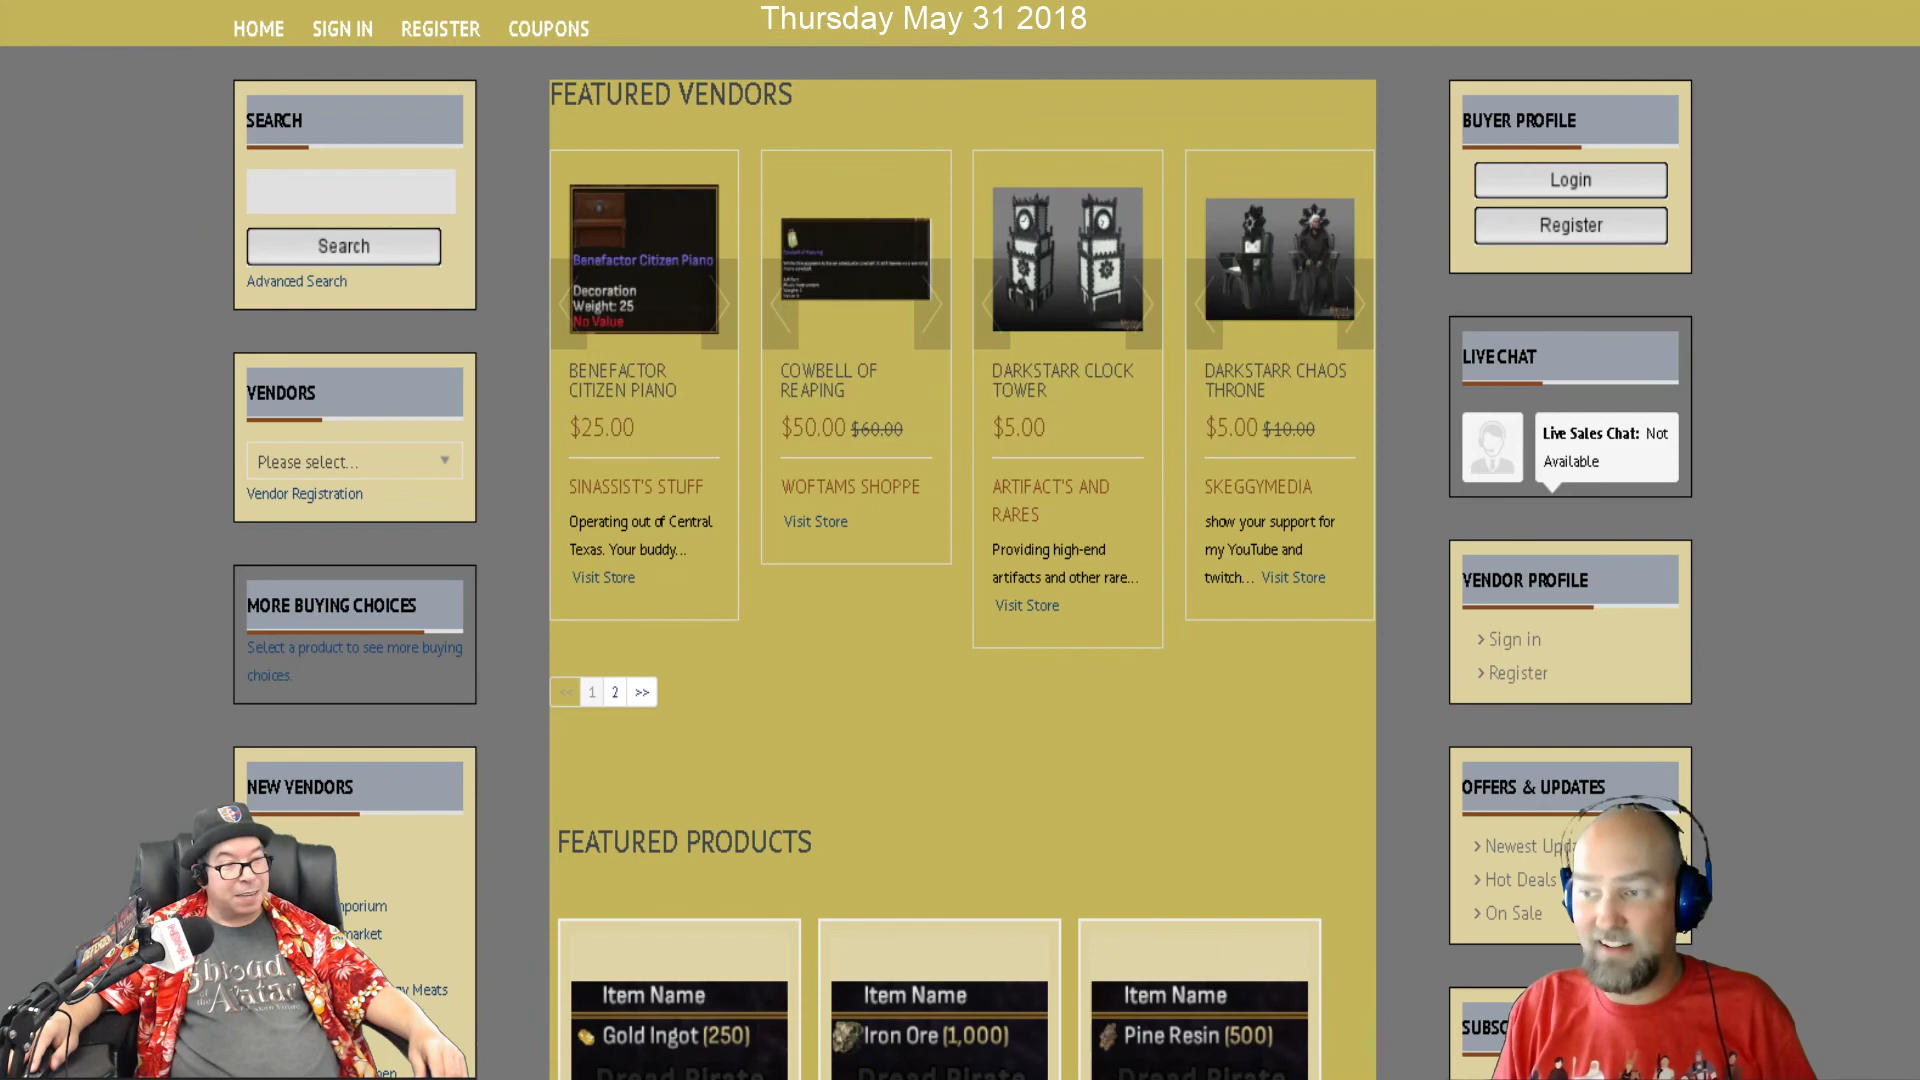 Thursday May 31 2018
HOME SIGN IN REGISTER COUPONS
SEARCH
Search
Advanced Search
VENDORS
Please select...
Vendor Registration
MORE BUYING CHOICES
Select a product to see more buying
choices.
NEW VENDORS
FEATURED VENDORS
Benefactor Citizen Piano
Decoration
Weight: 25
No Value
BENEFACTOR
CITIZEN PIANO
$25.00
SINASSIST'S STUFF
Operating out of Central
Texas. Your buddy...
Visit Store
COWBELL OF
REAPING
$50.00 $60.00
WOFTAMS SHOPPE
Visit Store
DARKSTARR CLOCK
TOWER
$5.00
ARTIFACT'S AND
RARES
Providing high-end
artifacts and other rare...
Visit Store
DARKSTARR CHAOS
THRONE
$5.00 $10.00
SKEGGYMEDIA
show your support for
my YouTube and
twitch... Visit Store
<< 1 2 >>
FEATURED PRODUCTS
Item Name
Gold Ingot (250)
Dread Pirate
Item Name
Iron Ore (1,000)
Dread Pirate
Item Name
Pine Resin (500)
Dread Pirate
BUYER PROFILE
Login
Register
LIVE CHAT
Live Sales Chat: Not
Available
VENDOR PROFILE
> Sign in
> Register
OFFERS & UPDATES
> Newest
> Hot Deals
> On Sale
Meats
Shroud
of the
Avatar